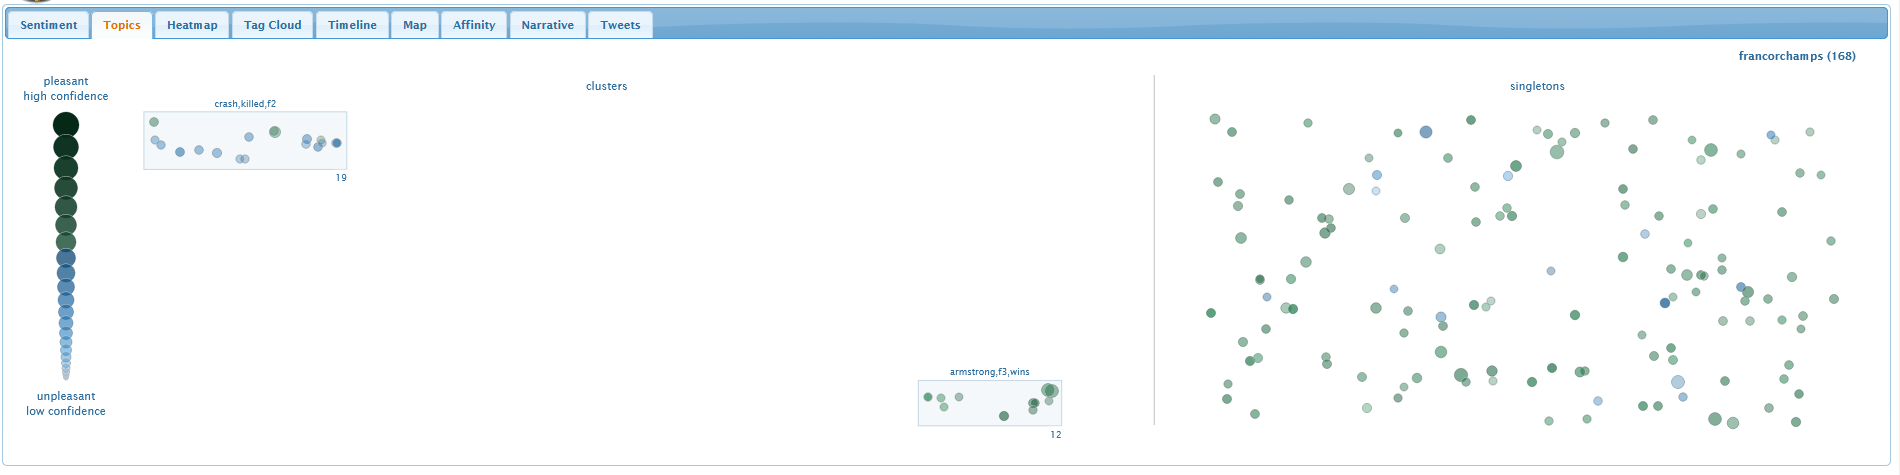 Sentiment Topics Heatmap Tag Cloud Timeline Map Affinity Narrative Tweets
francorchamps (168)
pleasant
high confidence
clusters
singletons
crash,killed,f2
19
armstrong,f3,wins
12
unpleasant
low confidence